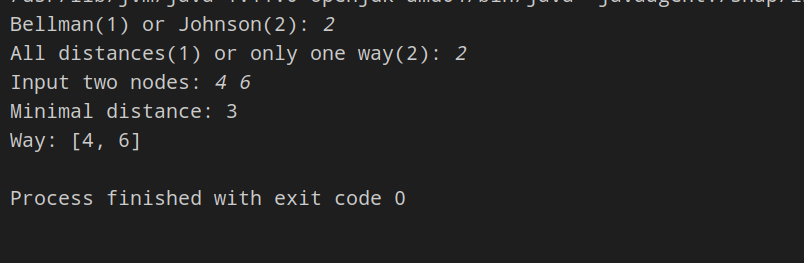 Bellman(1) or Johnson(2): 2
All distances(1) or only one way(2): 2
Input two nodes: 4 6
Minimal distance: 3
Way: [4, 6]
Process finished with exit code 0